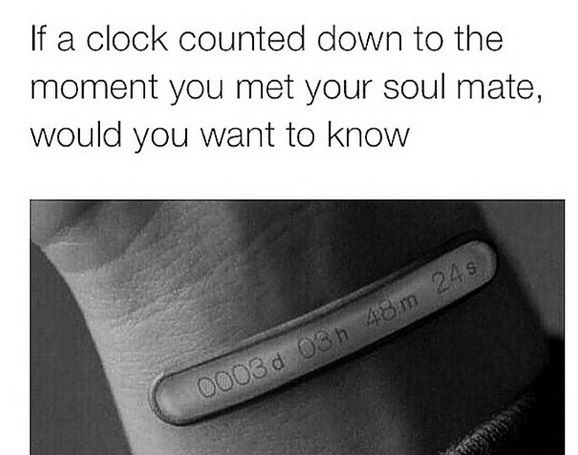 If a clock counted down to the
moment you met your soul mate,
would you want to know
0003d 03h 48m 24s